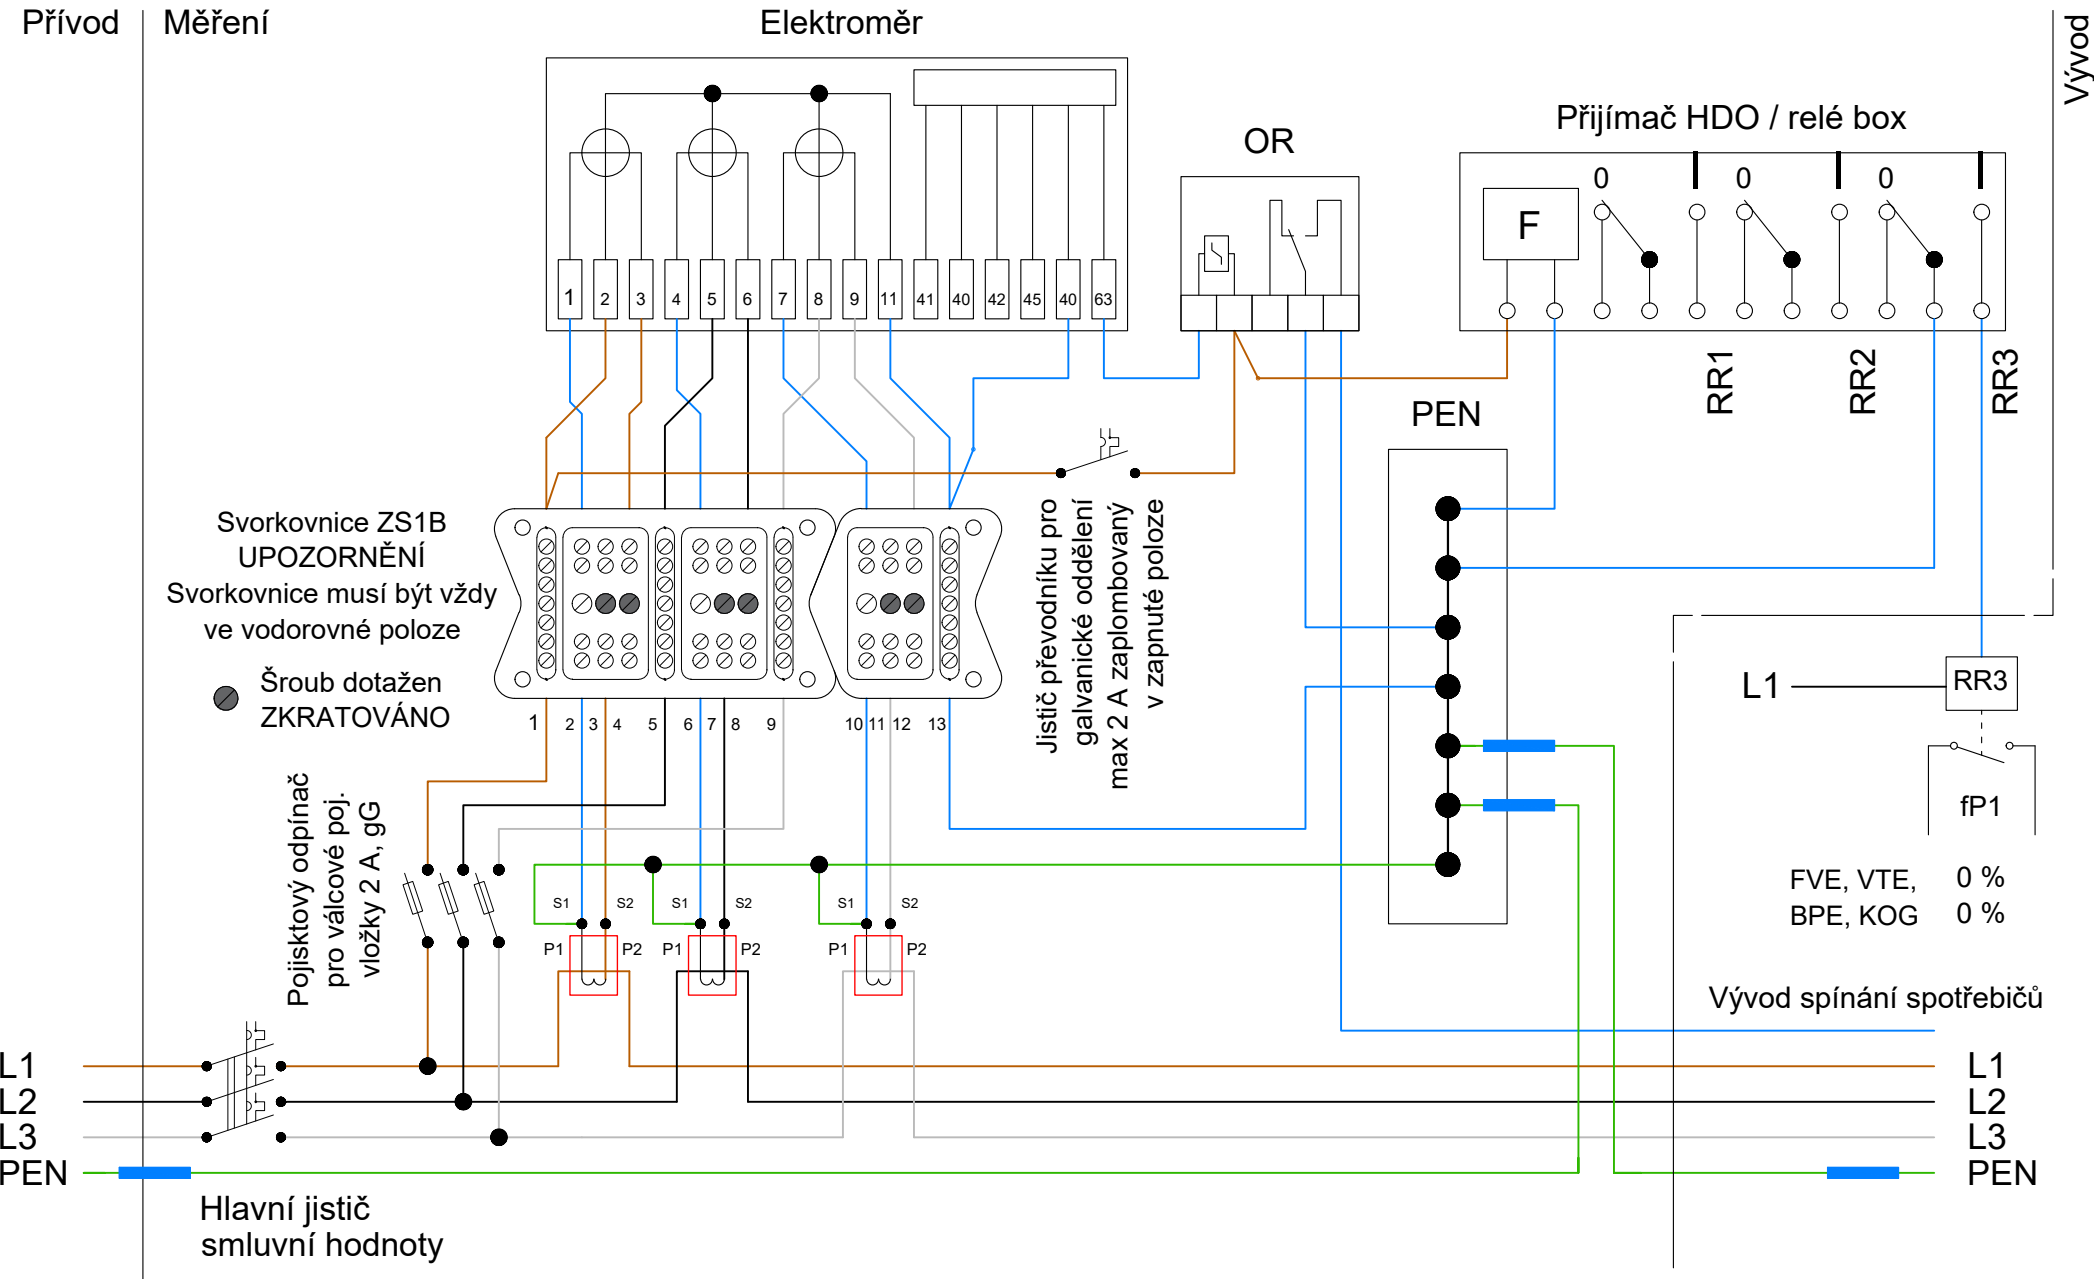 Přívod
Měření
Elektroměr
Vývod
OR
Přijímač HDO / relé box
F
0
0
0
1
2
3
4
5
6
7
8
9
11
41
40
42
45
40
63
RR1
RR2
RR3
PEN
Svorkovnice ZS1B
UPOZORNĚNÍ
Svorkovnice musí být vždy
ve vodorovné poloze
Šroub dotažen
ZKRATOVÁNO
Jistič převodníku pro
galvanické oddělení
max 2 A zaplombovaný
v zapnuté poloze
1
2
3
4
5
6
7
8
9
10
11
12
13
L1
RR3
fP1
Pojisktový odpínač
pro válcové poj.
vložky 2 A, gG
S1
S2
S1
S2
S1
S2
P1
P2
P1
P2
P1
P2
FVE, VTE, 0 %
BPE, KOG 0 %
Vývod spínání spotřebičů
L1
L2
L3
PEN
L1
L2
L3
PEN
Hlavní jistič
smluvní hodnoty